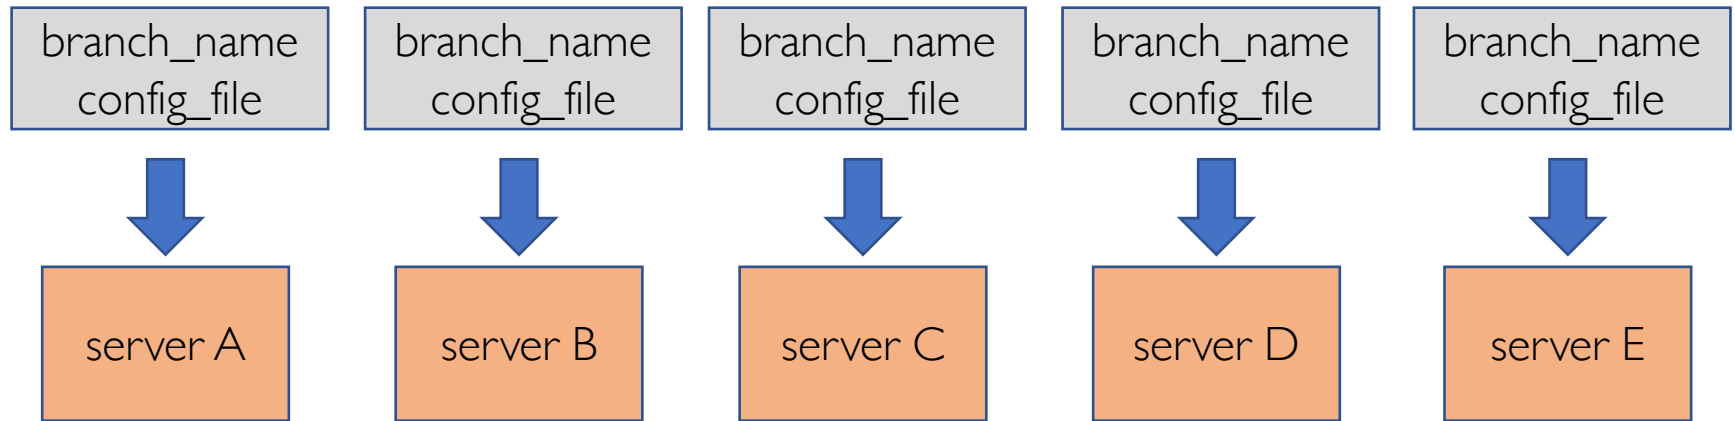 branch_name
config_file
branch_name
config_file
branch_name
config_file
branch_name
config_file
branch_name
config_file
server A
server B
server C
server D
server E